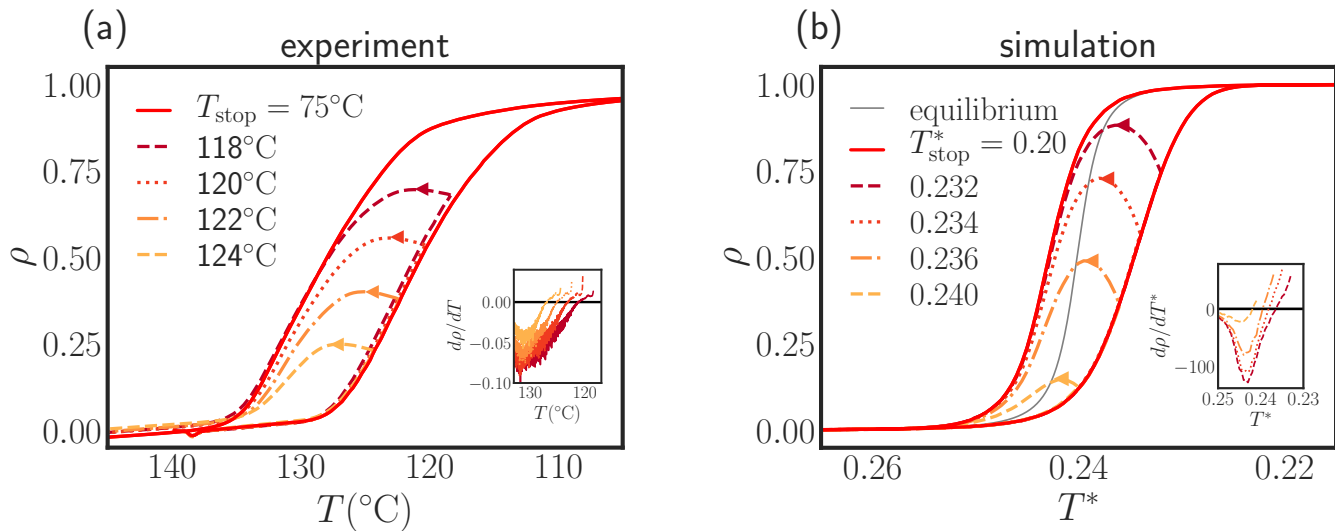 (a)
experiment
1.00
0.75
0.50
0.25
0.00
ρ
T_stop = 75°C
118°C
120°C
122°C
124°C
140
130
120
110
T(°C)
0.00
−0.05
−0.10
dρ/dT
130
120
T(°C)
(b)
simulation
1.00
0.75
0.50
0.25
0.00
ρ
equilibrium
T*_stop = 0.20
0.232
0.234
0.236
0.240
0.26
0.24
0.22
T*
0
−100
dρ/dT*
0.25
0.24
0.23
T*